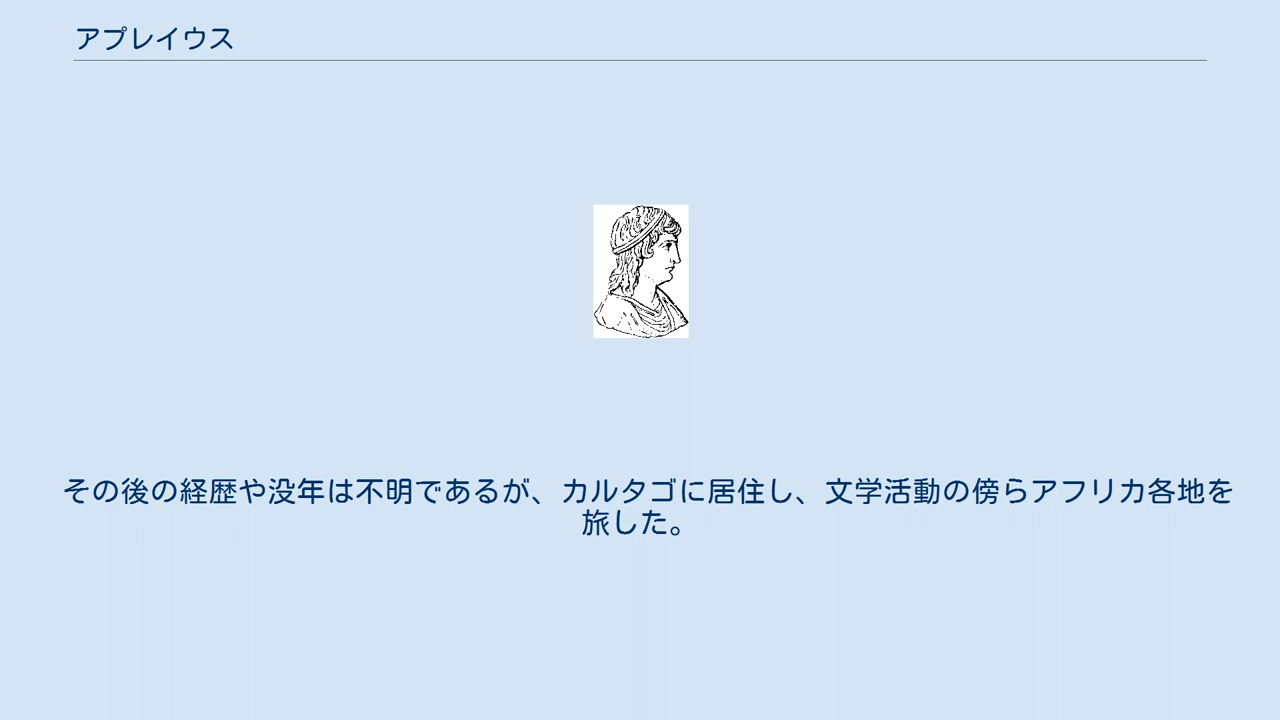 アプレイウス
その後の経歴や没年は不明であるが、カルタゴに居住し、文学活動の傍らアフリカ各地を
旅した。